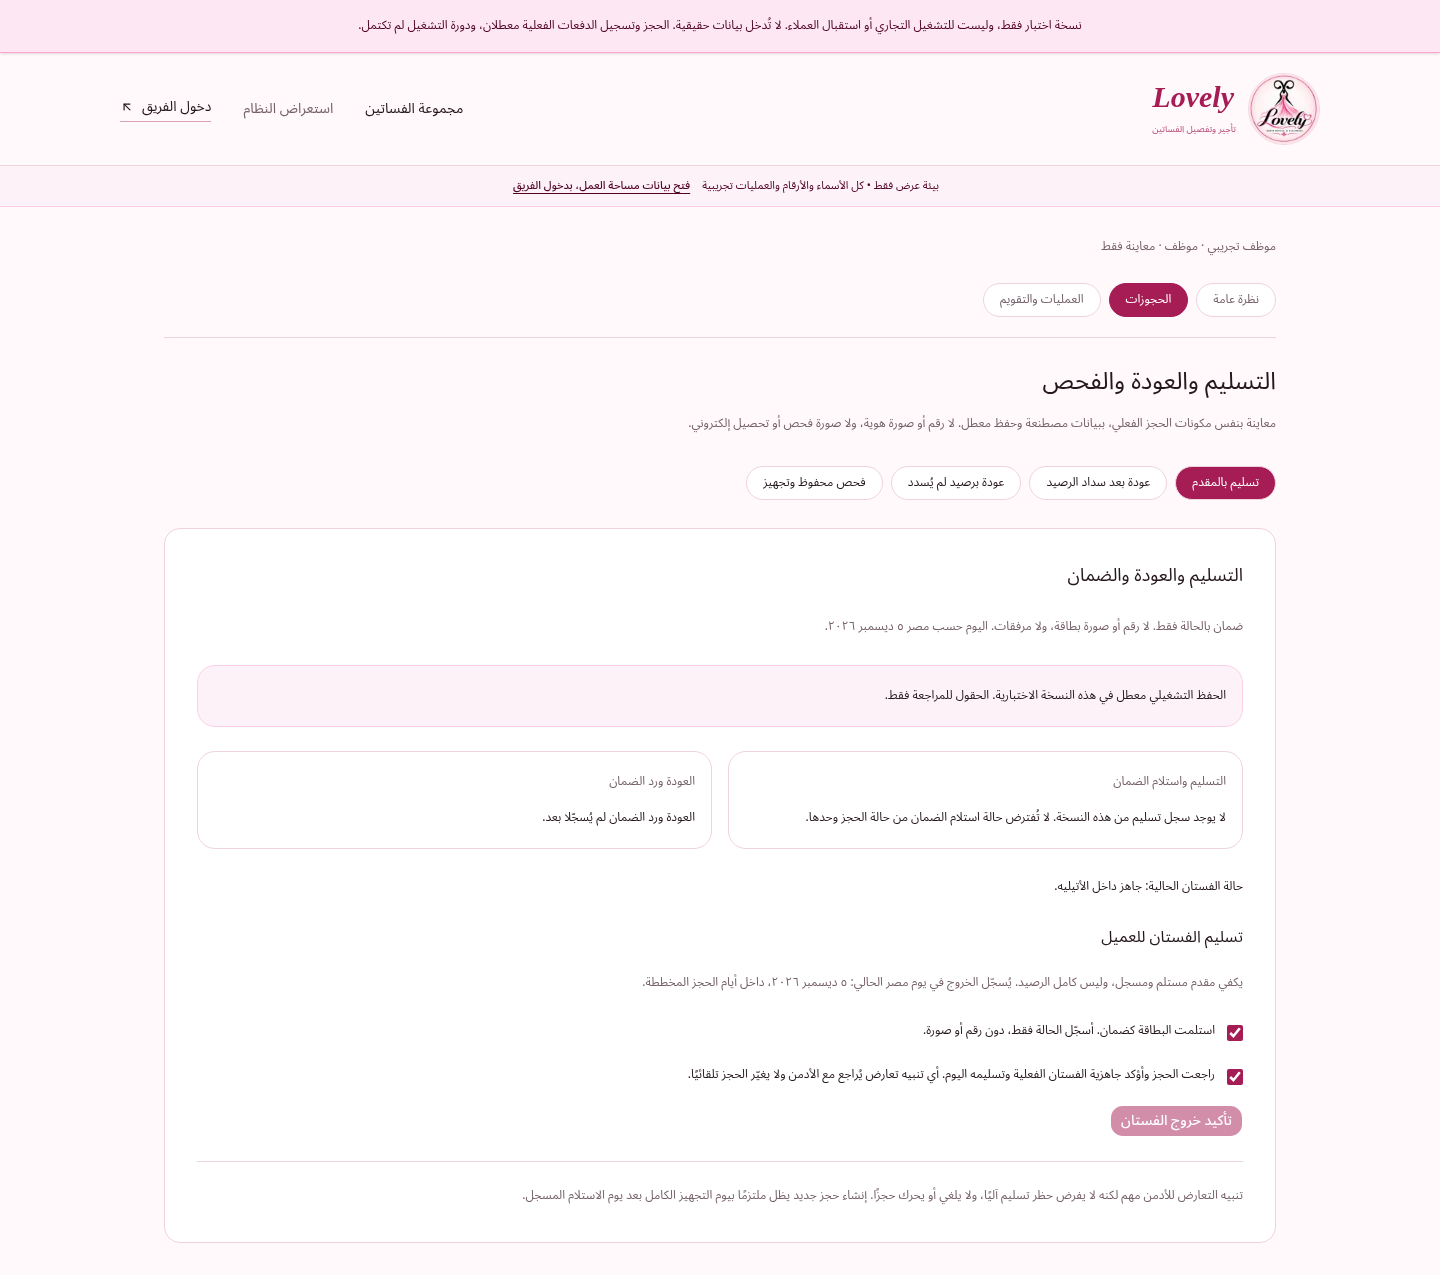 نسخة اختبار فقط، وليست للتشغيل التجاري أو استقبال العملاء. لا تُدخل بيانات حقيقية. الحجز وتسجيل الدفعات الفعلية معطلان، ودورة التشغيل لم تكتمل.
Lovely
Lovely
تأجير وتفصيل الفساتين
مجموعة الفساتين
استعراض النظام
دخول الفريق
بيئة عرض فقط • كل الأسماء والأرقام والعمليات تجريبية
فتح بيانات مساحة العمل، بدخول الفريق
موظف تجريبي · موظف · معاينة فقط
نظرة عامة
الحجوزات
العمليات والتقويم
التسليم والعودة والفحص
معاينة بنفس مكونات الحجز الفعلي، ببيانات مصطنعة وحفظ معطل. لا رقم أو صورة هوية، ولا صورة فحص أو تحصيل إلكتروني.
تسليم بالمقدم
عودة بعد سداد الرصيد
عودة برصيد لم يُسدد
فحص محفوظ وتجهيز
التسليم والعودة والضمان
ضمان بالحالة فقط. لا رقم أو صورة بطاقة، ولا مرفقات. اليوم حسب مصر ٥ ديسمبر ٢٠٢٦.
الحفظ التشغيلي معطل في هذه النسخة الاختبارية. الحقول للمراجعة فقط.
التسليم واستلام الضمان
لا يوجد سجل تسليم من هذه النسخة. لا تُفترض حالة استلام الضمان من حالة الحجز وحدها.
العودة ورد الضمان
العودة ورد الضمان لم يُسجّلا بعد.
حالة الفستان الحالية: جاهز داخل الأتيليه.
تسليم الفستان للعميل
يكفي مقدم مستلم ومسجل، وليس كامل الرصيد. يُسجّل الخروج في يوم مصر الحالي: ٥ ديسمبر ٢٠٢٦، داخل أيام الحجز المخططة.
استلمت البطاقة كضمان. أسجّل الحالة فقط، دون رقم أو صورة.
راجعت الحجز وأؤكد جاهزية الفستان الفعلية وتسليمه اليوم. أي تنبيه تعارض يُراجع مع الأدمن ولا يغيّر الحجز تلقائيًا.
تأكيد خروج الفستان
تنبيه التعارض للأدمن مهم لكنه لا يفرض حظر تسليم آليًا، ولا يلغي أو يحرك حجزًا. إنشاء حجز جديد يظل ملتزمًا بيوم التجهيز الكامل بعد يوم الاستلام المسجل.